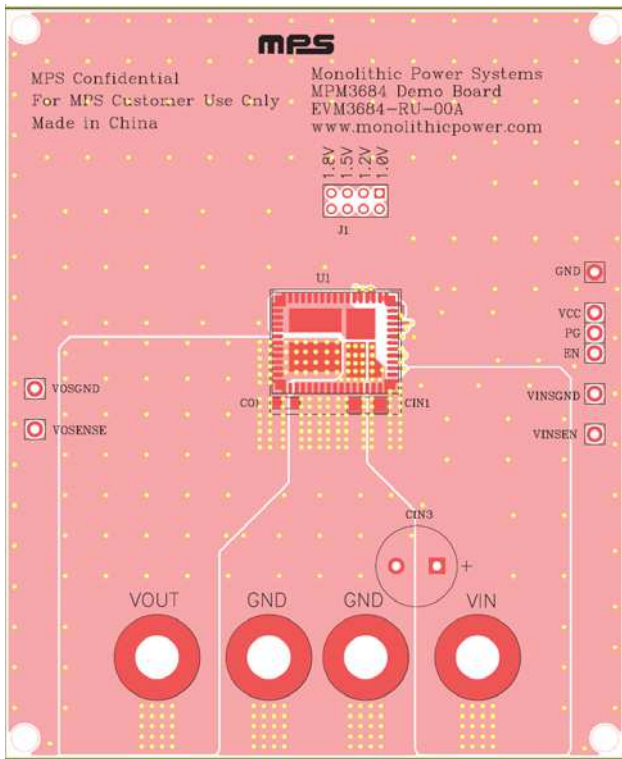 MPS
MPS Confidential
For MPS Customer Use Only
Made in China
Monolithic Power Systems
MPM3684 Demo Board
EVM3684-RU-00A
www.monolithicpower.com
1.8V
1.5V
1.2V
1.0V
J1
U1
GND
VCC
PG
EN
VOSGND
VOSENSE
VINSGND
VINSEN
CO1
CIN1
CIN3
+
VOUT
GND
GND
VIN